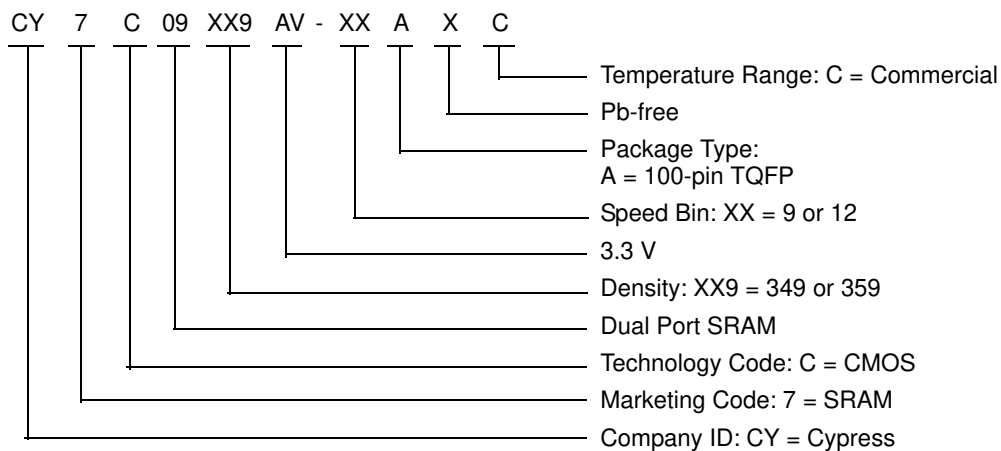 CY 7 C 09 XX9 AV - XX A X C
Temperature Range: C = Commercial
Pb-free
Package Type:
A = 100-pin TQFP
Speed Bin: XX = 9 or 12
3.3 V
Density: XX9 = 349 or 359
Dual Port SRAM
Technology Code: C = CMOS
Marketing Code: 7 = SRAM
Company ID: CY = Cypress